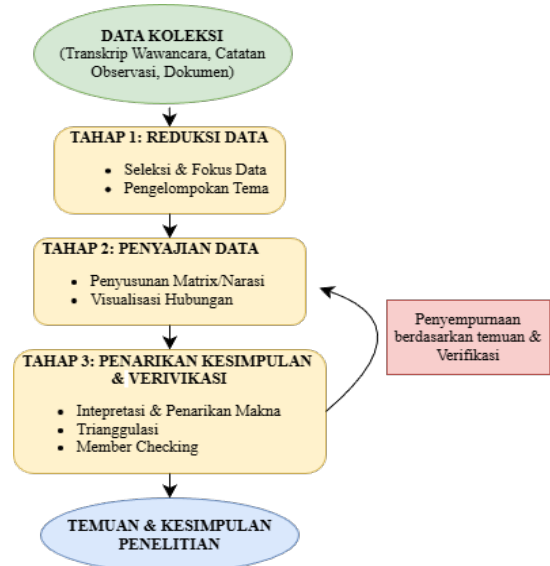 DATA KOLEKSI
(Transkrip Wawancara, Catatan
Observasi, Dokumen)
TAHAP 1: REDUKSI DATA
• Seleksi & Fokus Data
• Pengelompokan Tema
TAHAP 2: PENYAJIAN DATA
• Penyusunan Matrix/Narasi
• Visualisasi Hubungan
Penyempurnaan
berdasarkan temuan &
Verifikasi
TAHAP 3: PENARIKAN KESIMPULAN
& VERIVIKASI
• Intepretasi & Penarikan Makna
• Trianggulasi
• Member Checking
TEMUAN & KESIMPULAN
PENELITIAN